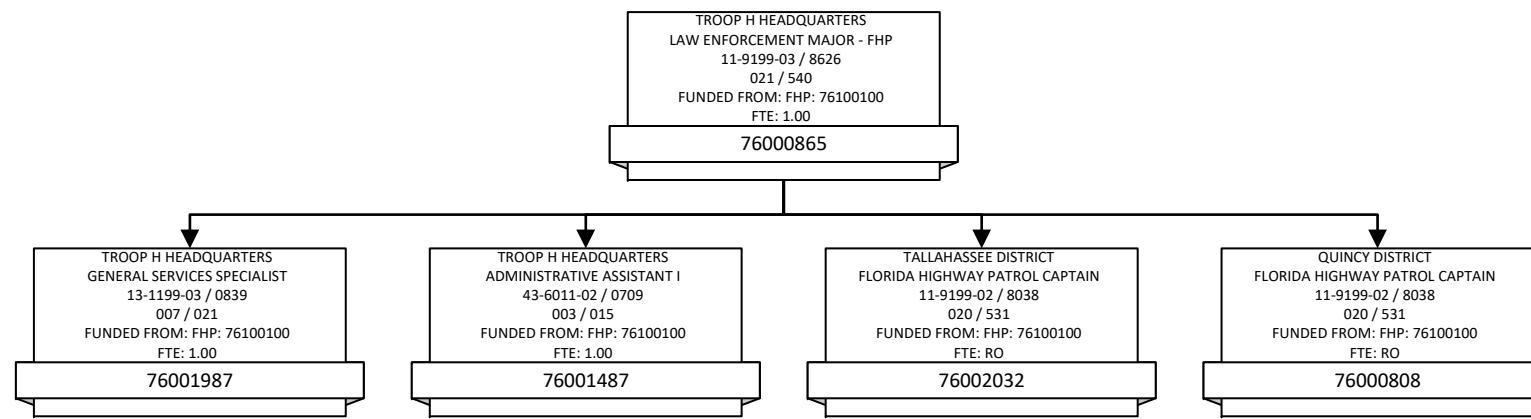 TROOP H HEADQUARTERS
LAW ENFORCEMENT MAJOR - FHP
11-9199-03 / 8626
021 / 540
FUNDED FROM: FHP: 76100100
FTE: 1.00
76000865
TROOP H HEADQUARTERS
GENERAL SERVICES SPECIALIST
13-1199-03 / 0839
007 / 021
FUNDED FROM: FHP: 76100100
FTE: 1.00
76001987
TROOP H HEADQUARTERS
ADMINISTRATIVE ASSISTANT I
43-6011-02 / 0709
003 / 015
FUNDED FROM: FHP: 76100100
FTE: 1.00
76001487
TALLAHASSEE DISTRICT
FLORIDA HIGHWAY PATROL CAPTAIN
11-9199-02 / 8038
020 / 531
FUNDED FROM: FHP: 76100100
FTE: RO
76002032
QUINCY DISTRICT
FLORIDA HIGHWAY PATROL CAPTAIN
11-9199-02 / 8038
020 / 531
FUNDED FROM: FHP: 76100100
FTE: RO
76000808